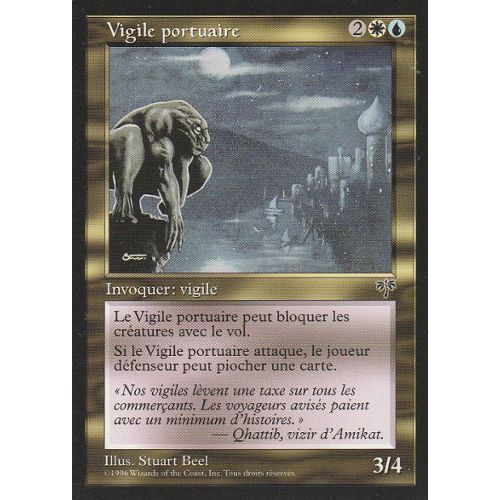 Vigile portuaire 2
Invoquer: vigile
Le Vigile portuaire peut bloquer les
créatures avec le vol.
Si le Vigile portuaire attaque, le joueur
défenseur peut piocher une carte.
«Nos vigiles lèvent une taxe sur tous les
commerçants. Les voyageurs avisés paient
avec un minimum d'histoires.»
— Qhattib, vizir d'Amikat.
Illus. Stuart Beel
©1996 Wizards of the Coast, Inc. Tous droits réservés.
3/4